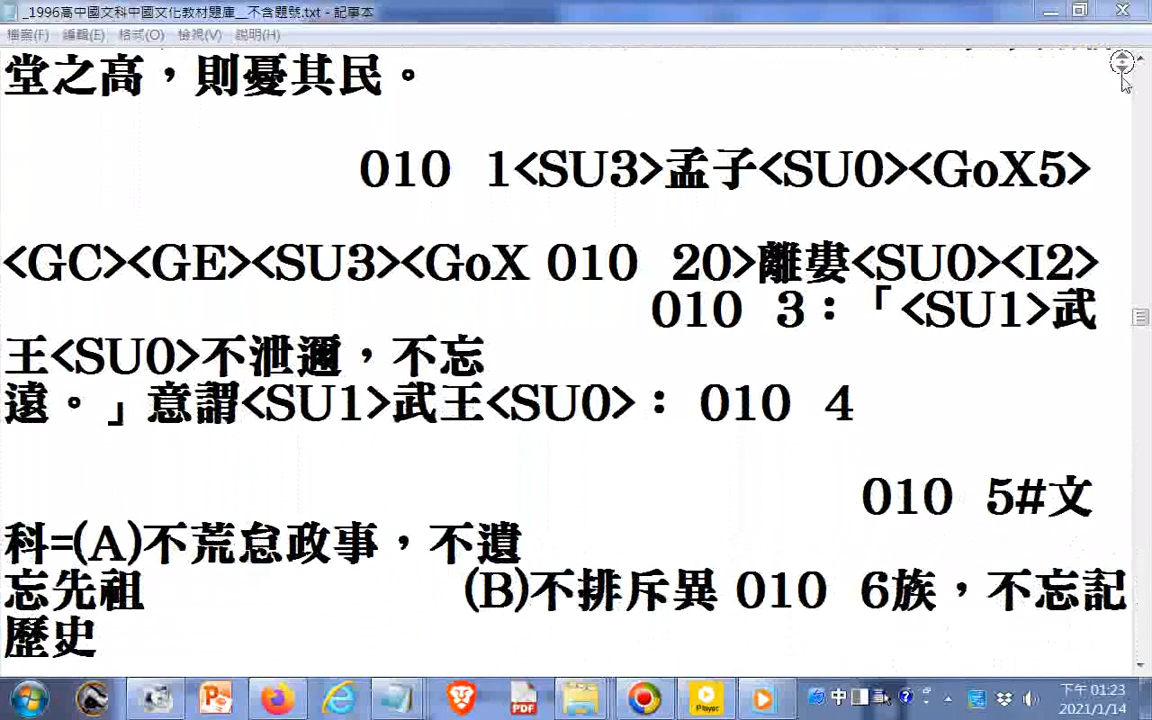 _1996高中國文科中國文化教材題庫__不含題號.txt - 記事本
檔案(F) 編輯(E) 格式(O) 檢視(V) 說明(H)
堂之高，則憂其民。
010 1<SU3>孟子<SU0><GoX5>
<GC><GE><SU3><GoX 010 20>離婁<SU0><I2>
010 3：「<SU1>武
王<SU0>不泄邇，不忘
遠。」意謂<SU1>武王<SU0>： 010 4
010 5#文
科=(A)不荒怠政事，不遺
忘先祖 (B)不排斥異 010 6族，不忘記
歷史
PDF
Player
中
下午 01:23
2021/1/14